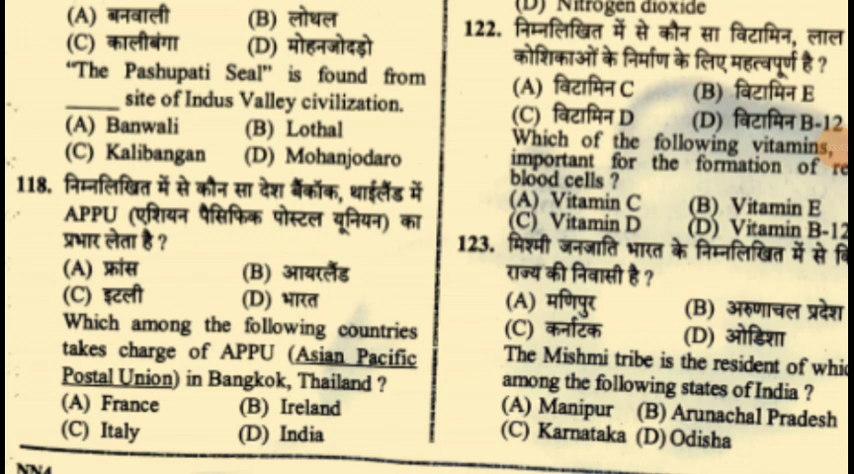 (A) बनवाली (B) लोथल
(C) कालीबंगा (D) मोहनजोदड़ो
“The Pashupati Seal” is found from
_____ site of Indus Valley civilization.
(A) Banwali (B) Lothal
(C) Kalibangan (D) Mohanjodaro
118. निम्नलिखित में से कौन सा देश बैंकॉक, थाईलैंड में
APPU (एशियन पैसिफिक पोस्टल यूनियन) का
प्रभार लेता है ?
(A) फ्रांस (B) आयरलैंड
(C) इटली (D) भारत
Which among the following countries
takes charge of APPU (Asian Pacific
Postal Union) in Bangkok, Thailand ?
(A) France (B) Ireland
(C) Italy (D) India
NN4
(D) Nitrogen dioxide
122. निम्नलिखित में से कौन सा विटामिन, लाल
कोशिकाओं के निर्माण के लिए महत्वपूर्ण है ?
(A) विटामिन C (B) विटामिन E
(C) विटामिन D (D) विटामिन B-12
Which of the following vitamins,
important for the formation of re
blood cells ?
(A) Vitamin C (B) Vitamin E
(C) Vitamin D (D) Vitamin B-12
123. मिश्मी जनजाति भारत के निम्नलिखित में से कि
राज्य की निवासी है ?
(A) मणिपुर (B) अरुणाचल प्रदेश
(C) कर्नाटक (D) ओडिशा
The Mishmi tribe is the resident of whic
among the following states of India ?
(A) Manipur (B) Arunachal Pradesh
(C) Karnataka (D) Odisha